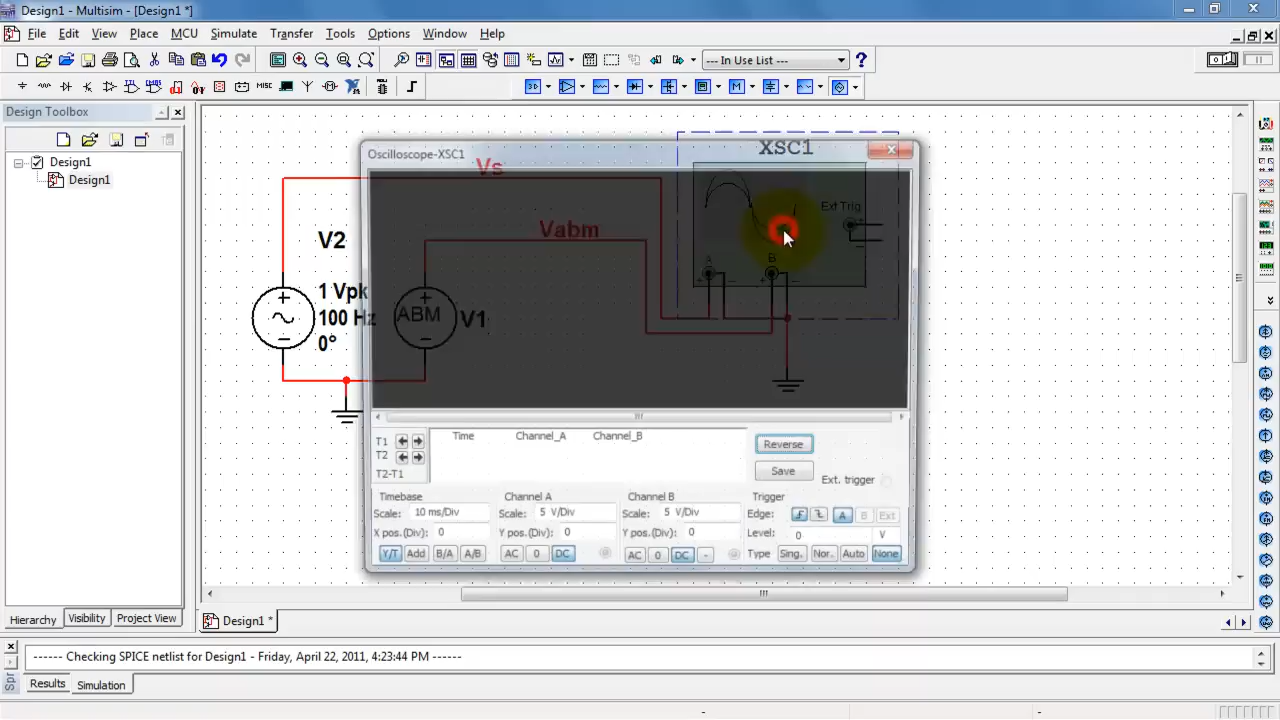 Design1 - Multisim - [Design1 *]
File Edit View Place MCU Simulate Transfer Tools Reports Options Window Help
--- In Use List ---
?
MISC
Design Toolbox
Design1
Design1
Oscilloscope-XSC1
XSC1
Vs
Ext Trig
Vabm
V2
A
B
1 Vpk
100 Hz
0°
ABM
V1
Time Channel_A Channel_B
T1
T2
T2-T1
Reverse
Save
Ext. trigger
Timebase
Scale: 10 ms/Div
X pos.(Div): 0
Y/T Add B/A A/B
Channel A
Scale: 5 V/Div
Y pos.(Div): 0
AC 0 DC
Channel B
Scale: 5 V/Div
Y pos.(Div): 0
AC 0 DC -
Trigger
Edge: A B Ext
Level: 0 V
Type Sing. Nor. Auto None
Hierarchy Visibility Project View
Design1 *
------ Checking SPICE netlist for Design1 - Friday, April 22, 2011, 4:23:44 PM ------
Spr
Results Simulation
- -